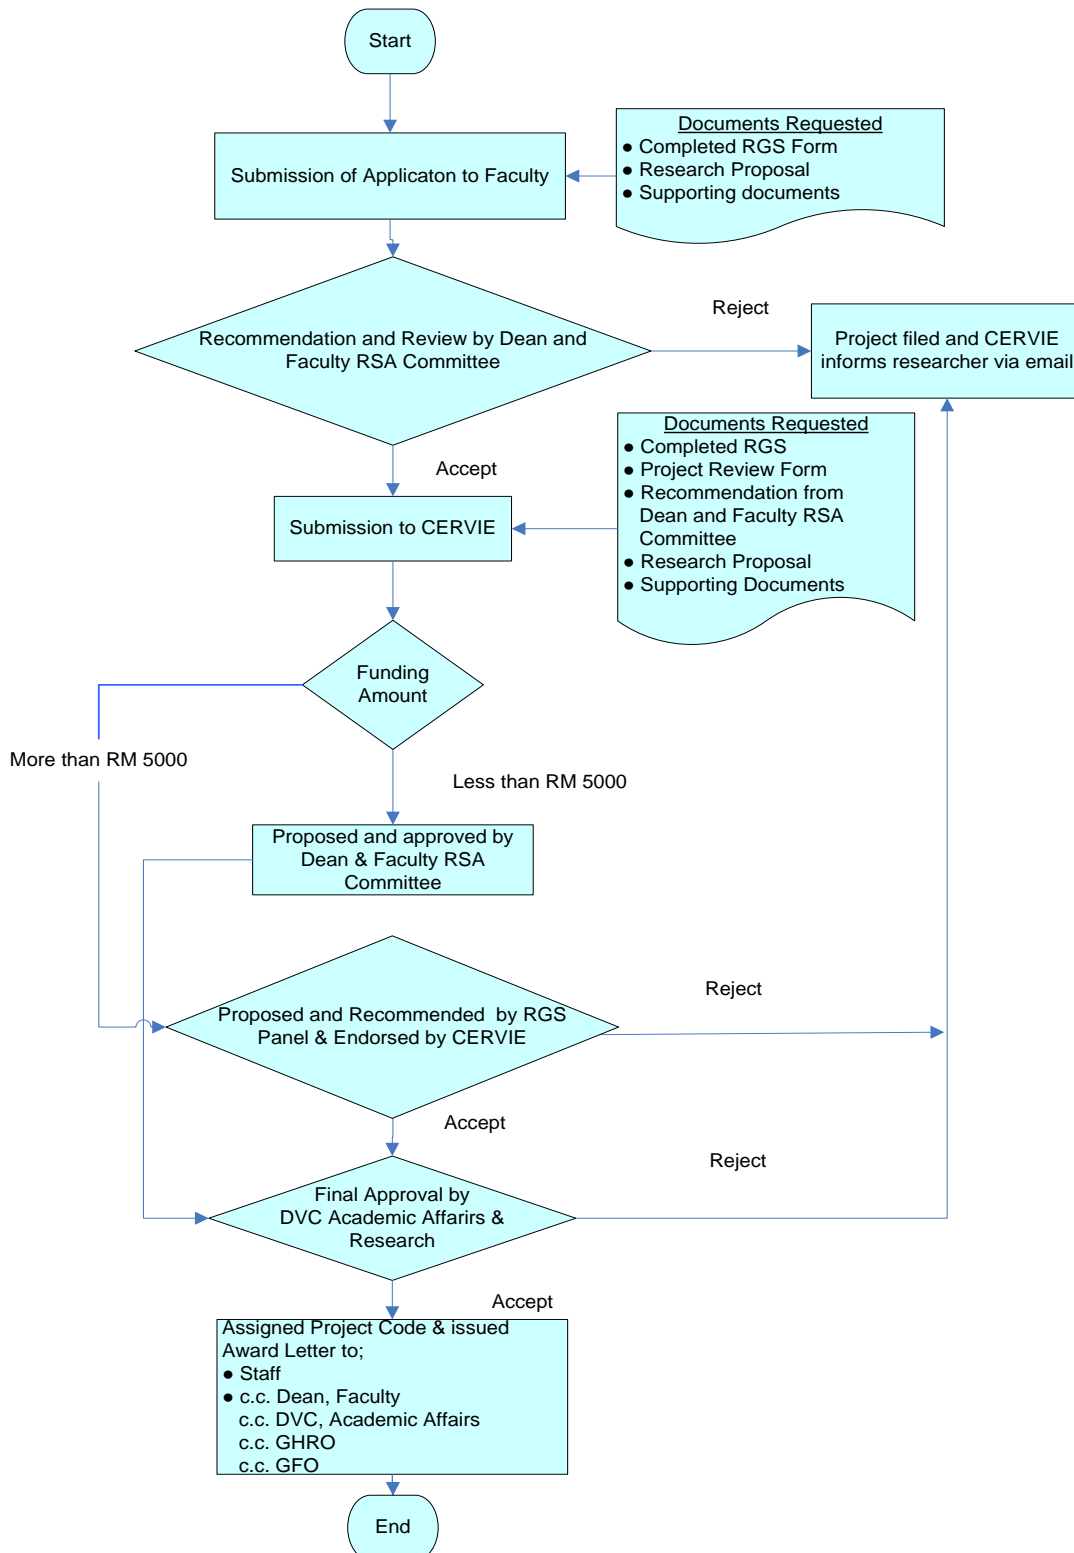 Start
Documents Requested
● Completed RGS Form
● Research Proposal
● Supporting documents
Submission of Applicaton to Faculty
Reject
Recommendation and Review by Dean and
Faculty RSA Committee
Project filed and CERVIE
informs researcher via email
Documents Requested
● Completed RGS
● Project Review Form
● Recommendation from
Dean and Faculty RSA
Committee
● Research Proposal
● Supporting Documents
Accept
Submission to CERVIE
Funding
Amount
More than RM 5000
Less than RM 5000
Proposed and approved by
Dean & Faculty RSA
Committee
Reject
Proposed and Recommended  by RGS
Panel & Endorsed by CERVIE
Accept
Reject
Final Approval by
DVC Academic Affarirs &
Research
Accept
Assigned Project Code & issued
Award Letter to;
● Staff
● c.c. Dean, Faculty
c.c. DVC, Academic Affairs
c.c. GHRO
c.c. GFO
End